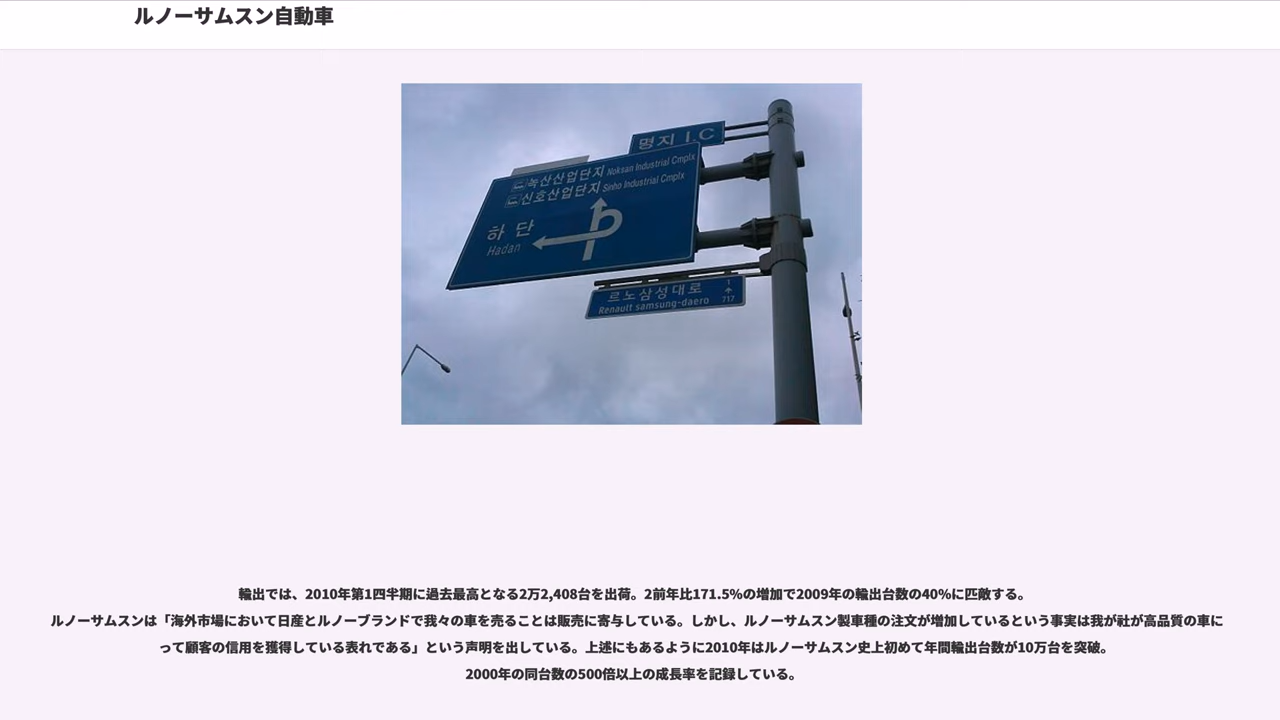 ルノーサムスン自動車
명지 I.C
녹산산업단지 Noksan Industrial Cmplx
신호산업단지 Sinho Industrial Cmplx
하단
Hadan
르노삼성대로
Renault samsung-daero
1
717
輸出では、2010年第1四半期に過去最高となる2万2,408台を出荷。2前年比171.5%の増加で2009年の輸出台数の40%に匹敵する。
ルノーサムスンは「海外市場において日産とルノーブランドで我々の車を売ることは販売に寄与している。しかし、ルノーサムスン製車種の注文が増加しているという事実は我が社が高品質の車に
って顧客の信用を獲得している表れである」という声明を出している。上述にもあるように2010年はルノーサムスン史上初めて年間輸出台数が10万台を突破。
2000年の同台数の500倍以上の成長率を記録している。